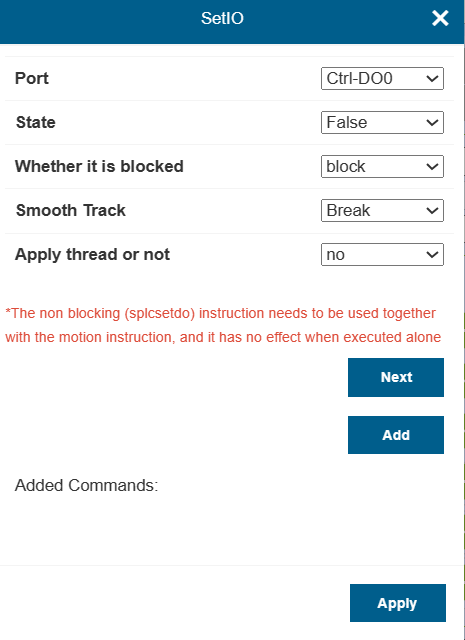 SetIO
Port Ctrl-DO0
State False
Whether it is blocked block
Smooth Track Break
Apply thread or not no
*The non blocking (splcsetdo) instruction needs to be used together
with the motion instruction, and it has no effect when executed alone
Next
Add
Added Commands:
Apply